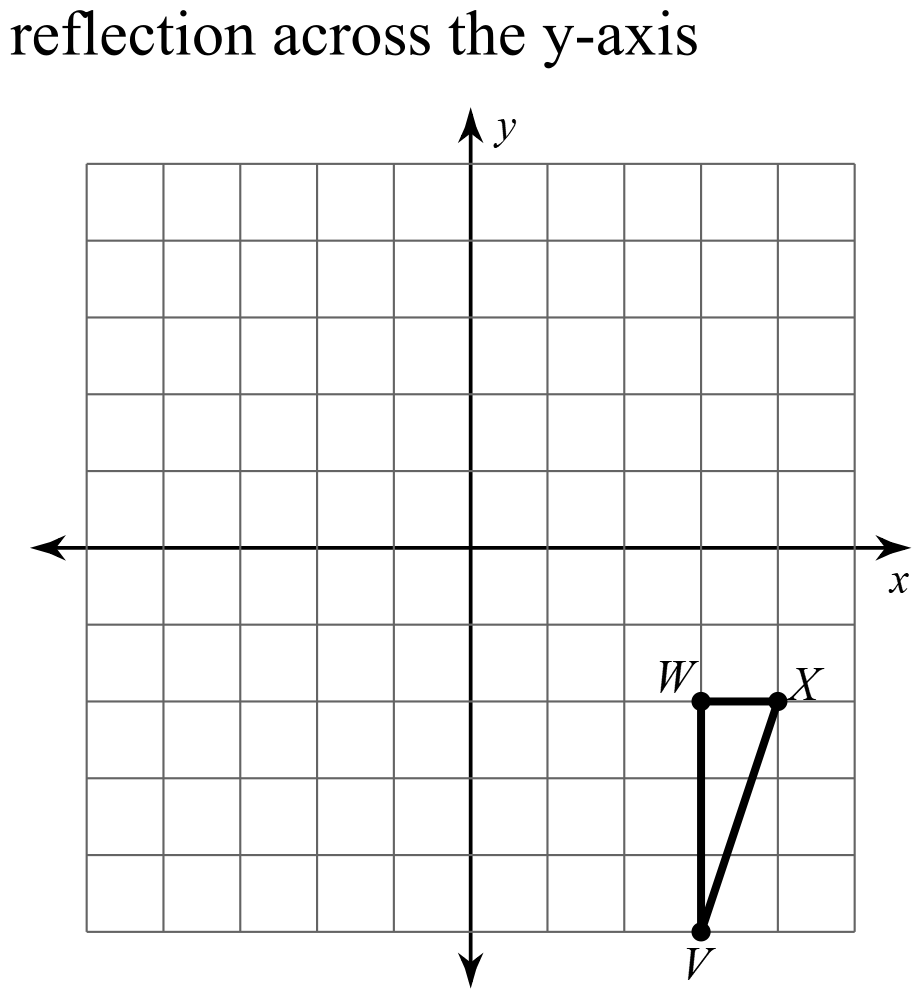 reflection across the y-axis
y
x
W
X
V